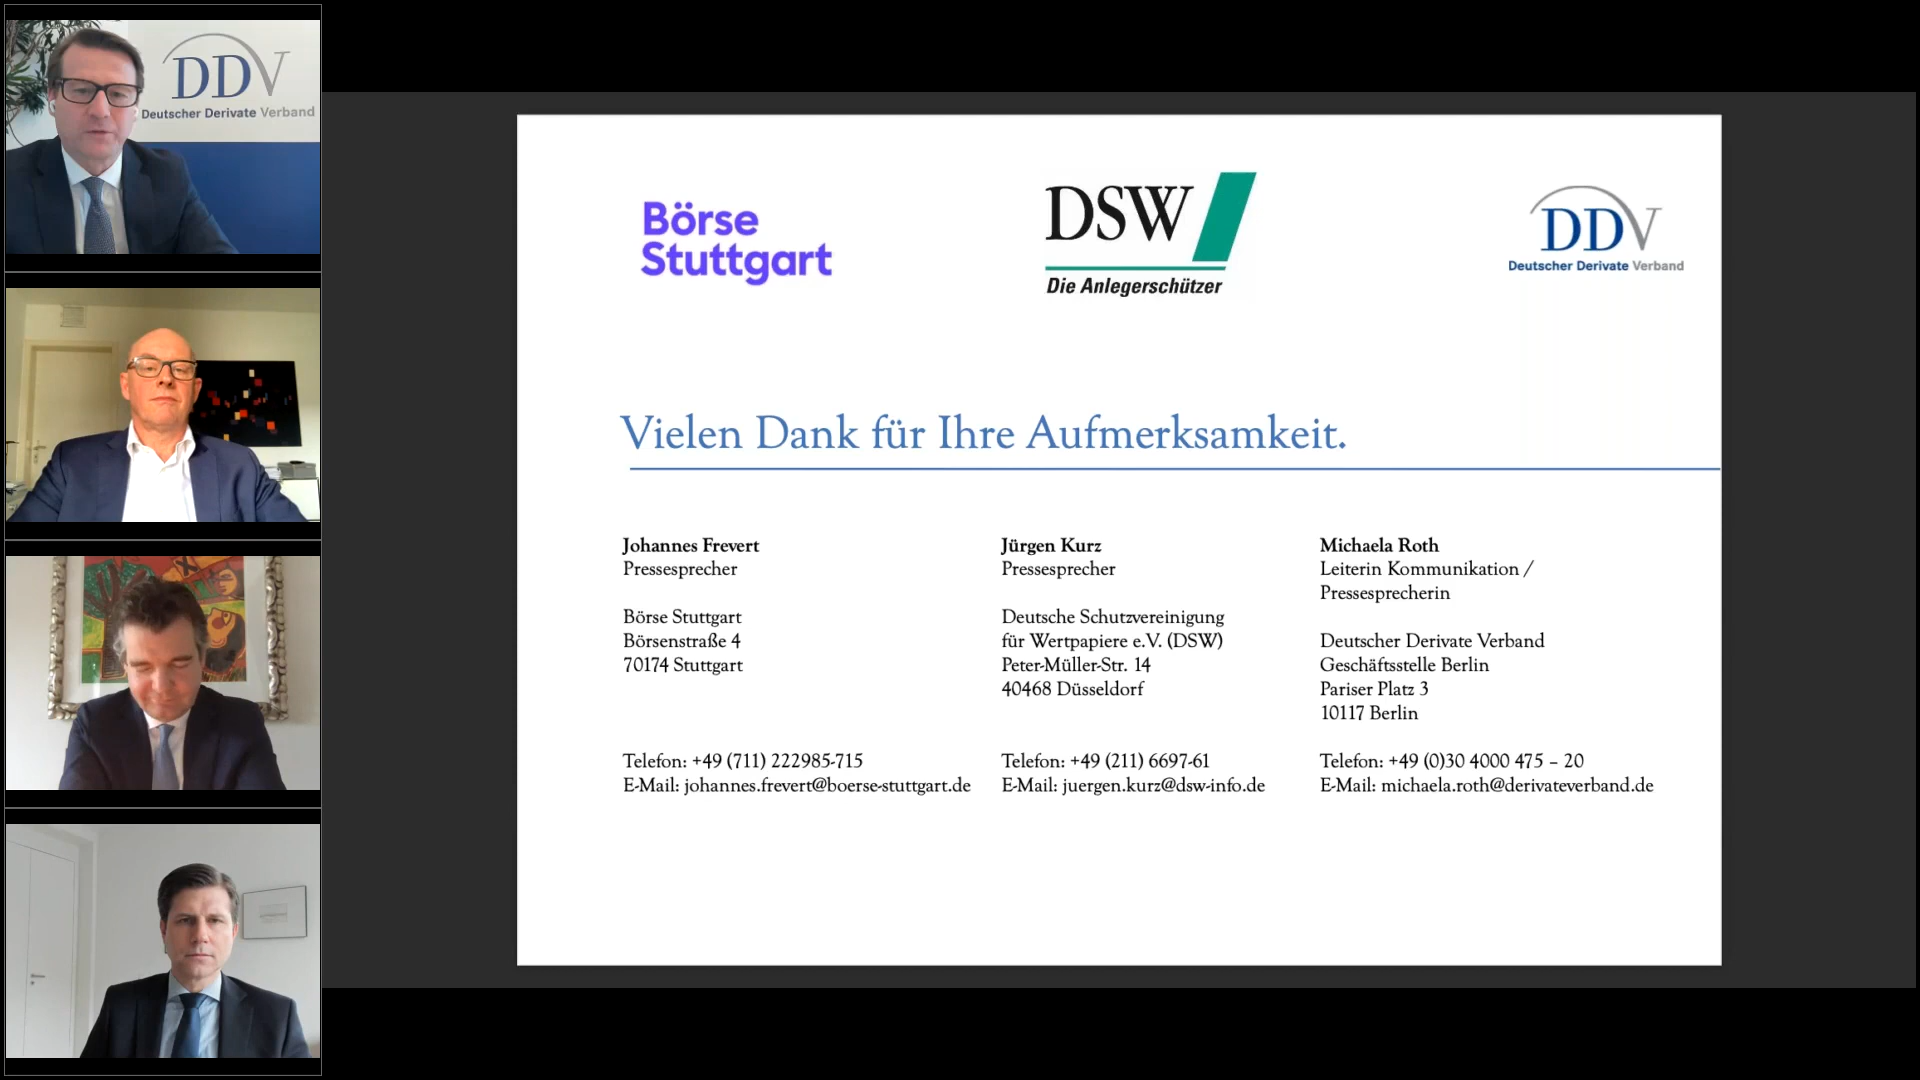 DDV
Deutscher Derivate Verband
Börse
Stuttgart
DSW
Die Anlegerschützer
DDV
Deutscher Derivate Verband
Vielen Dank für Ihre Aufmerksamkeit.
Johannes Frevert
Pressesprecher
Börse Stuttgart
Börsenstraße 4
70174 Stuttgart
Telefon: +49 (711) 222985-715
E-Mail: johannes.frevert@boerse-stuttgart.de
Jürgen Kurz
Pressesprecher
Deutsche Schutzvereinigung
für Wertpapiere e.V. (DSW)
Peter-Müller-Str. 14
40468 Düsseldorf
Telefon: +49 (211) 6697-61
E-Mail: juergen.kurz@dsw-info.de
Michaela Roth
Leiterin Kommunikation /
Pressesprecherin
Deutscher Derivate Verband
Geschäftsstelle Berlin
Pariser Platz 3
10117 Berlin
Telefon: +49 (0)30 4000 475 – 20
E-Mail: michaela.roth@derivateverband.de